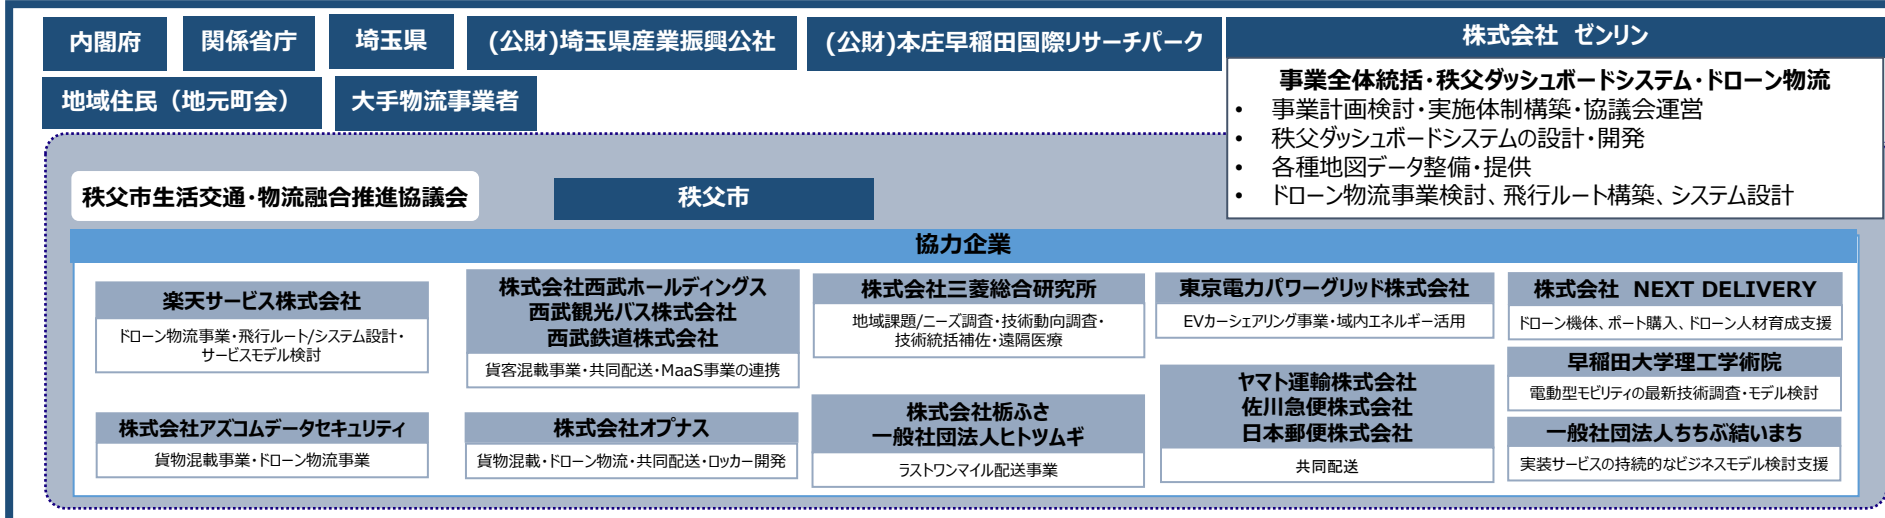 内閣府
関係省庁
埼玉県
(公財)埼玉県産業振興公社
(公財)本庄早稲田国際リサーチパーク
地域住民（地元町会）
大手物流事業者
株式会社 ゼンリン
事業全体統括・秩父ダッシュボードシステム・ドローン物流
• 事業計画検討・実施体制構築・協議会運営
• 秩父ダッシュボードシステムの設計・開発
• 各種地図データ整備・提供
• ドローン物流事業検討、飛行ルート構築、システム設計
秩父市生活交通・物流融合推進協議会
秩父市
協力企業
楽天サービス株式会社
ドローン物流事業・飛行ルート/システム設計・
サービスモデル検討
株式会社西武ホールディングス
西武観光バス株式会社
西武鉄道株式会社
貨客混載事業・共同配送・MaaS事業の連携
株式会社三菱総合研究所
地域課題/ニーズ調査・技術動向調査・
技術統括補佐・遠隔医療
東京電力パワーグリッド株式会社
EVカーシェアリング事業・域内エネルギー活用
株式会社 NEXT DELIVERY
ドローン機体、ポート購入、ドローン人材育成支援
早稲田大学理工学術院
電動型モビリティの最新技術調査・モデル検討
株式会社アズコムデータセキュリティ
貨物混載事業・ドローン物流事業
株式会社オプナス
貨物混載・ドローン物流・共同配送・ロッカー開発
株式会社栃ふさ
一般社団法人ヒトツムギ
ラストワンマイル配送事業
ヤマト運輸株式会社
佐川急便株式会社
日本郵便株式会社
共同配送
一般社団法人ちちぶ結いまち
実装サービスの持続的なビジネスモデル検討支援